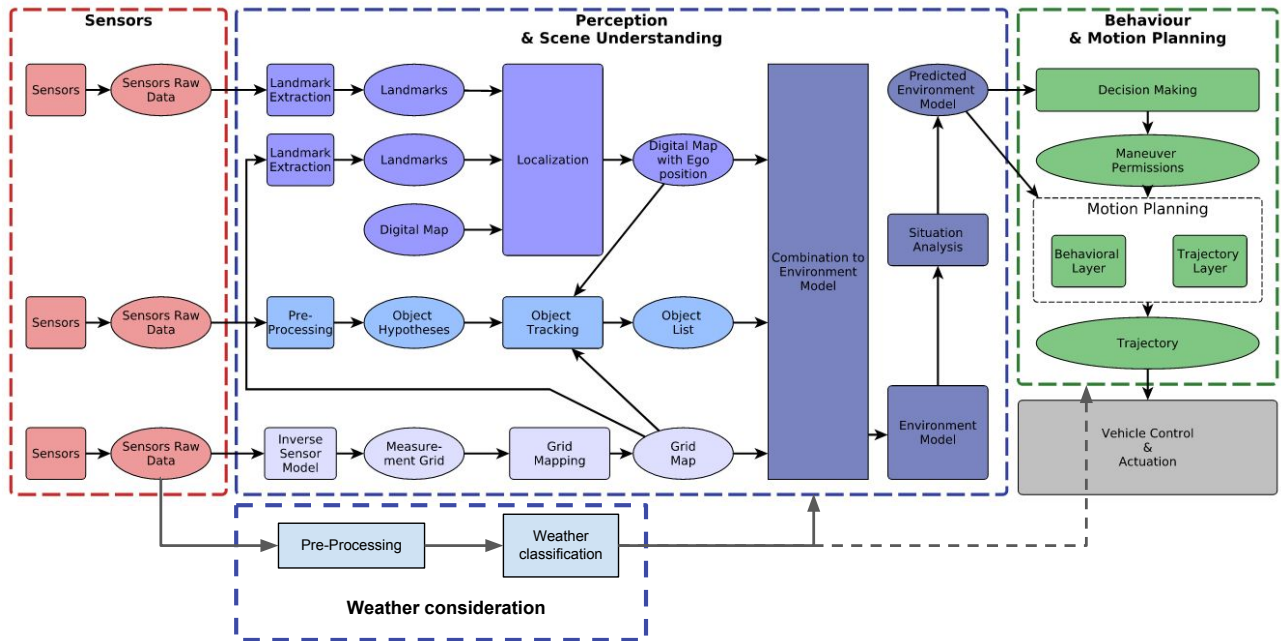 Sensors
Perception
& Scene Understanding
Behaviour
& Motion Planning
Sensors
Sensors Raw
Data
Landmark
Extraction
Landmarks
Landmark
Extraction
Landmarks
Digital Map
Localization
Digital Map
with Ego
position
Predicted
Environment
Model
Decision Making
Maneuver
Permissions
Motion Planning
Behavioral
Layer
Trajectory
Layer
Situation
Analysis
Combination to
Environment
Model
Sensors
Sensors Raw
Data
Pre-
Processing
Object
Hypotheses
Object
Tracking
Object
List
Trajectory
Sensors
Sensors Raw
Data
Inverse
Sensor
Model
Measure-
ment Grid
Grid
Mapping
Grid
Map
Environment
Model
Vehicle Control
&
Actuation
Pre-Processing
Weather
classification
Weather consideration